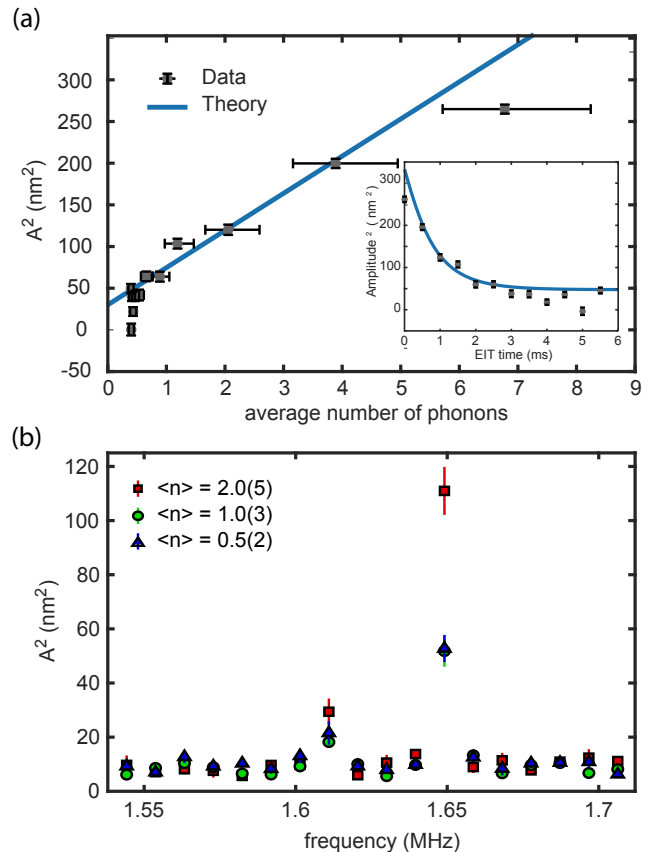 (a)
A² (nm²)
350
300
250
200
150
100
50
0
-50
Data
Theory
Amplitude ² ( nm ²)
300
200
100
50
0
0 1 2 3 4 5 6
EIT time (ms)
0 1 2 3 4 5 6 7 8 9
average number of phonons
(b)
A² (nm²)
120
100
80
60
40
20
0
<n> = 2.0(5)
<n> = 1.0(3)
<n> = 0.5(2)
1.55 1.6 1.65 1.7
frequency (MHz)